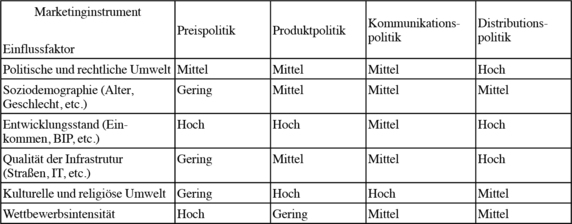 Marketinginstrument
Einflussfaktor
Preispolitik
Produktpolitik
Kommunikations-
politik
Distributions-
politik
Politische und rechtliche Umwelt Mittel Mittel Mittel Hoch
Soziodemographie (Alter,
Geschlecht, etc.)
Gering Mittel Mittel Mittel
Entwicklungsstand (Ein-
kommen, BIP, etc.)
Hoch Hoch Mittel Hoch
Qualität der Infrastrutur
(Straßen, IT, etc.)
Gering Mittel Mittel Hoch
Kulturelle und religiöse Umwelt Gering Hoch Hoch Mittel
Wettbewerbsintensität Hoch Gering Mittel Mittel